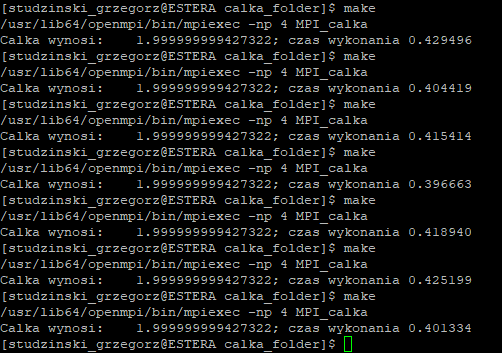 [studzinski_grzegorz@ESTERA calka_folder]$ make
/usr/lib64/openmpi/bin/mpiexec -np 4 MPI_calka
Calka wynosi:    1.999999999427322; czas wykonania 0.429496
[studzinski_grzegorz@ESTERA calka_folder]$ make
/usr/lib64/openmpi/bin/mpiexec -np 4 MPI_calka
Calka wynosi:    1.999999999427322; czas wykonania 0.404419
[studzinski_grzegorz@ESTERA calka_folder]$ make
/usr/lib64/openmpi/bin/mpiexec -np 4 MPI_calka
Calka wynosi:    1.999999999427322; czas wykonania 0.415414
[studzinski_grzegorz@ESTERA calka_folder]$ make
/usr/lib64/openmpi/bin/mpiexec -np 4 MPI_calka
Calka wynosi:    1.999999999427322; czas wykonania 0.396663
[studzinski_grzegorz@ESTERA calka_folder]$ make
/usr/lib64/openmpi/bin/mpiexec -np 4 MPI_calka
Calka wynosi:    1.999999999427322; czas wykonania 0.418940
[studzinski_grzegorz@ESTERA calka_folder]$ make
/usr/lib64/openmpi/bin/mpiexec -np 4 MPI_calka
Calka wynosi:    1.999999999427322; czas wykonania 0.425199
[studzinski_grzegorz@ESTERA calka_folder]$ make
/usr/lib64/openmpi/bin/mpiexec -np 4 MPI_calka
Calka wynosi:    1.999999999427322; czas wykonania 0.401334
[studzinski_grzegorz@ESTERA calka_folder]$